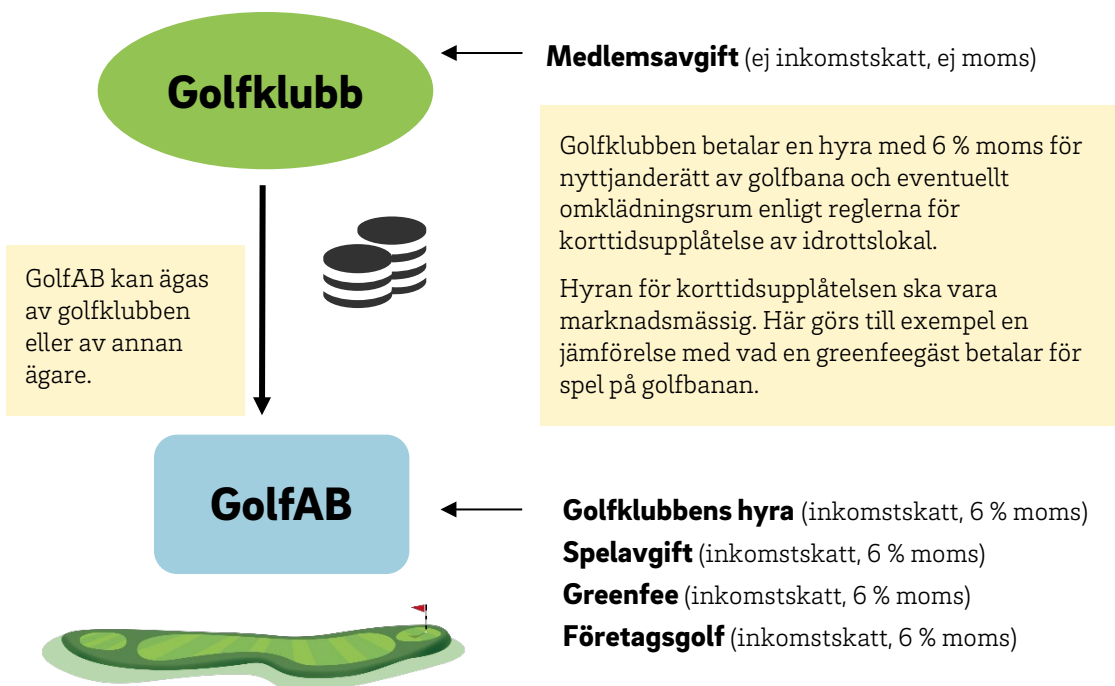 Golfklubb
Medlemsavgift (ej inkomstskatt, ej moms)
Golfklubben betalar en hyra med 6 % moms för
nyttjanderätt av golfbana och eventuellt
omklädningsrum enligt reglerna för
korttidsupplåtelse av idrottslokal.
Hyran för korttidsupplåtelsen ska vara
marknadsmässig. Här görs till exempel en
jämförelse med vad en greenfeegäst betalar för
spel på golfbanan.
GolfAB kan ägas
av golfklubben
eller av annan
ägare.
GolfAB
Golfklubbens hyra (inkomstskatt, 6 % moms)
Spelavgift (inkomstskatt, 6 % moms)
Greenfee (inkomstskatt, 6 % moms)
Företagsgolf (inkomstskatt, 6 % moms)